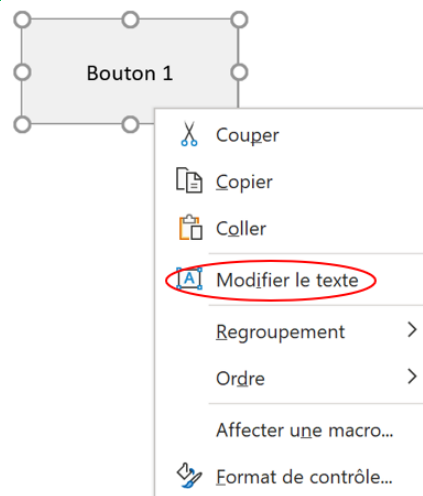 Bouton 1
Couper
Copier
Coller
Modifier le texte
Regroupement
Ordre
Affecter une macro...
Format de contrôle...